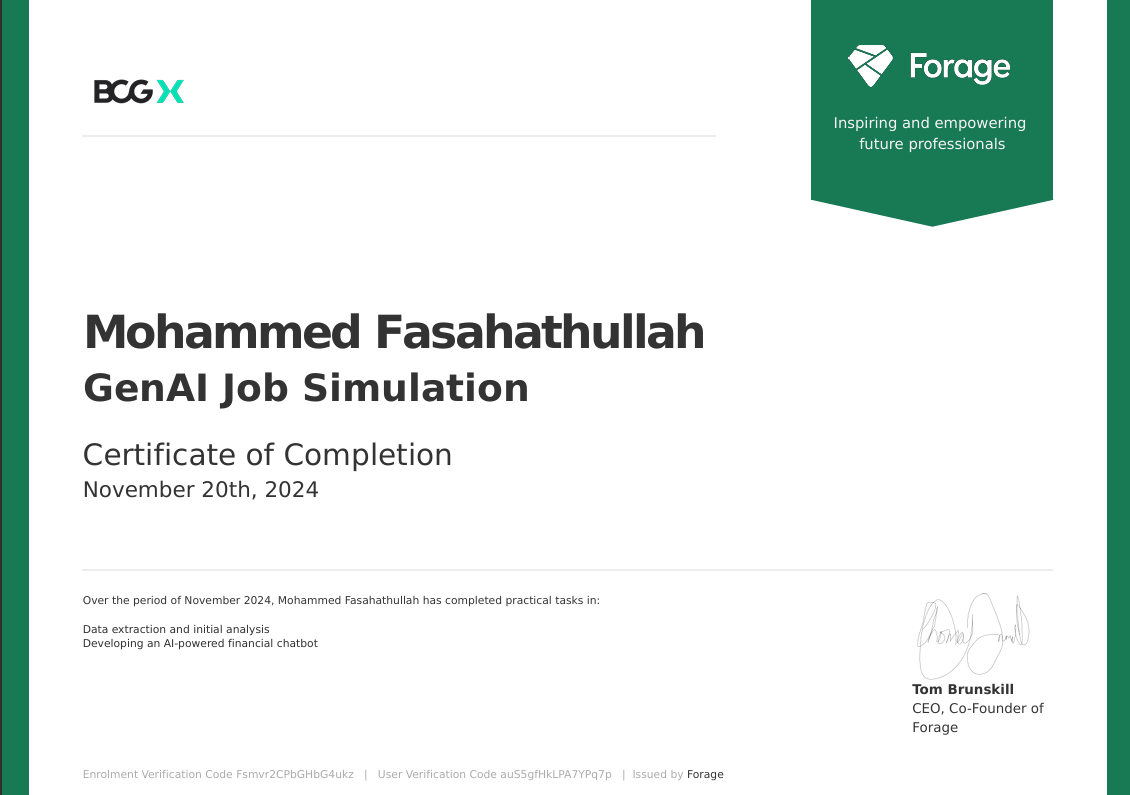 BCG X
Forage
Inspiring and empowering
future professionals
Mohammed Fasahathullah
GenAI Job Simulation
Certificate of Completion
November 20th, 2024
Over the period of November 2024, Mohammed Fasahathullah has completed practical tasks in:
Data extraction and initial analysis
Developing an AI-powered financial chatbot
Tom Brunskill
CEO, Co-Founder of
Forage
Enrolment Verification Code Fsmvr2CPbGHbG4ukz | User Verification Code auS5gfHkLPA7YPq7p | Issued by Forage